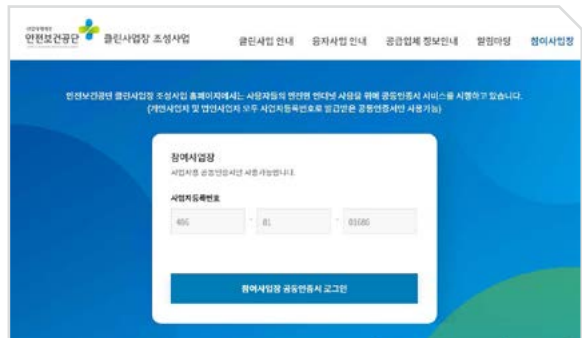 안전보건공단 클린사업장 조성사업
클린사업 안내 융자사업 안내 공급업체 정보안내 알림마당 참여사업장
안전보건공단 클린사업장 조성사업 홈페이지에서는 사용자들의 안전한 인터넷 사용을 위해 공동인증서 서비스를 시행하고 있습니다.
(개인사업자 및 법인사업자 모두 사업자등록번호로 발급받은 공동인증서만 사용가능)
참여사업장
사업자용 공동인증서만 사용가능합니다.
사업자등록번호
406 - 81 -
참여사업장 공동인증서 로그인